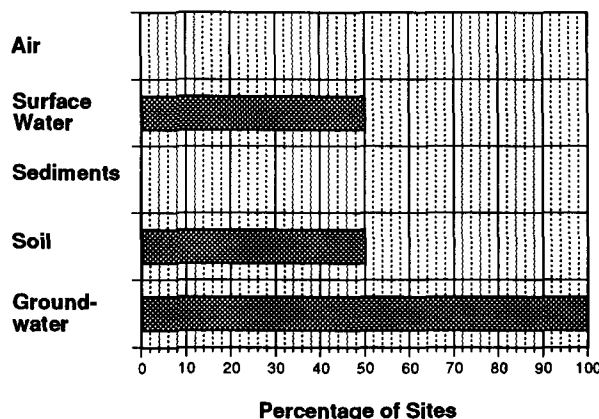 Air
Surface
Water
Sediments
Soil
Ground-
water
0 10 20 30 40 50 60 70 80 90 100
Percentage of Sites